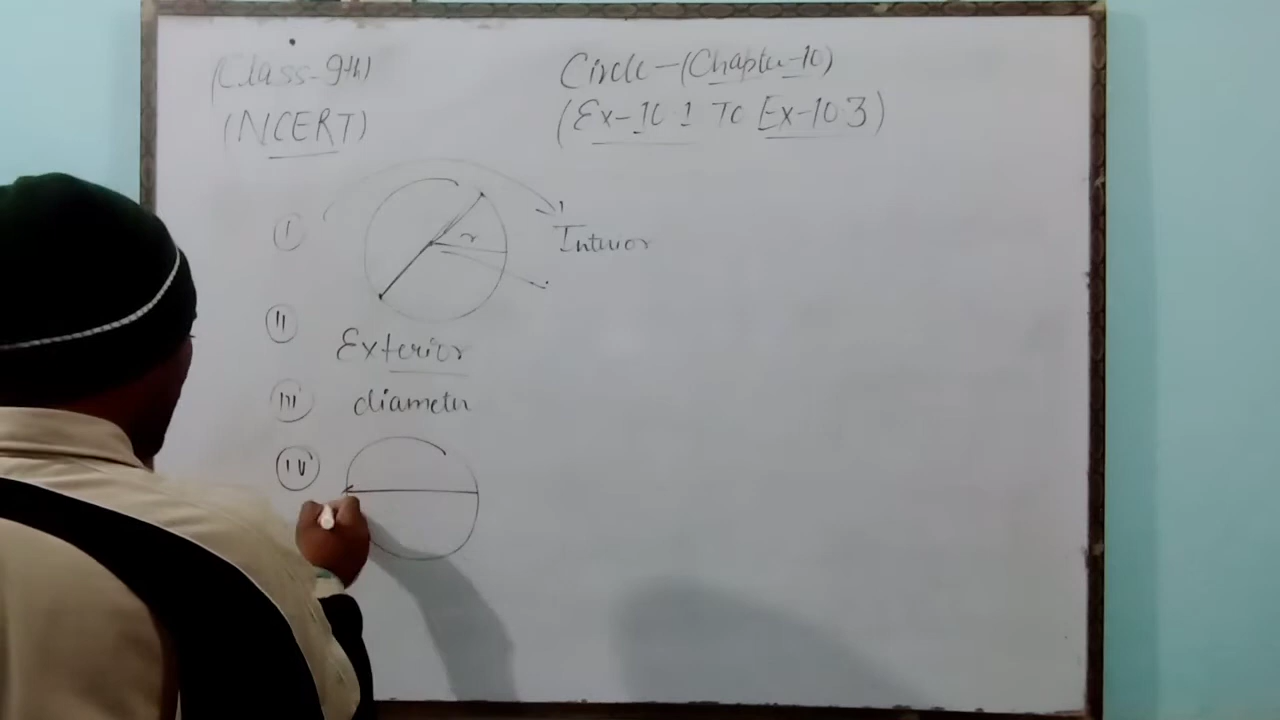 (Class-9th)
(NCERT)
Circle-(Chapter-10)
(Ex-10.1 To Ex-10.3)
(i)
r
Interior
(ii)
Exterior
(iii) diameter
(iv)